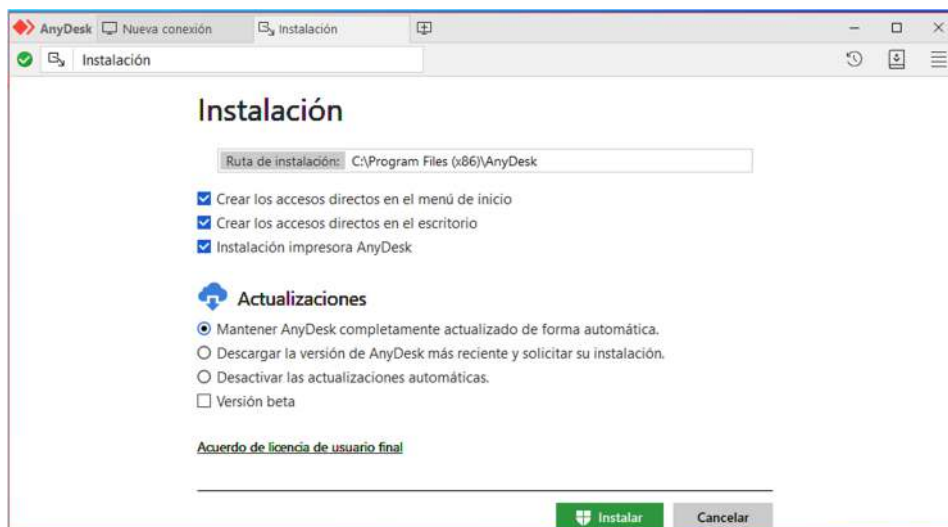 AnyDesk Nueva conexión Instalación
Instalación
Instalación
Ruta de instalación: C:\Program Files (x86)\AnyDesk
Crear los accesos directos en el menú de inicio
Crear los accesos directos en el escritorio
Instalación impresora AnyDesk
Actualizaciones
Mantener AnyDesk completamente actualizado de forma automática.
Descargar la versión de AnyDesk más reciente y solicitar su instalación.
Desactivar las actualizaciones automáticas.
Versión beta
Acuerdo de licencia de usuario final
Instalar Cancelar